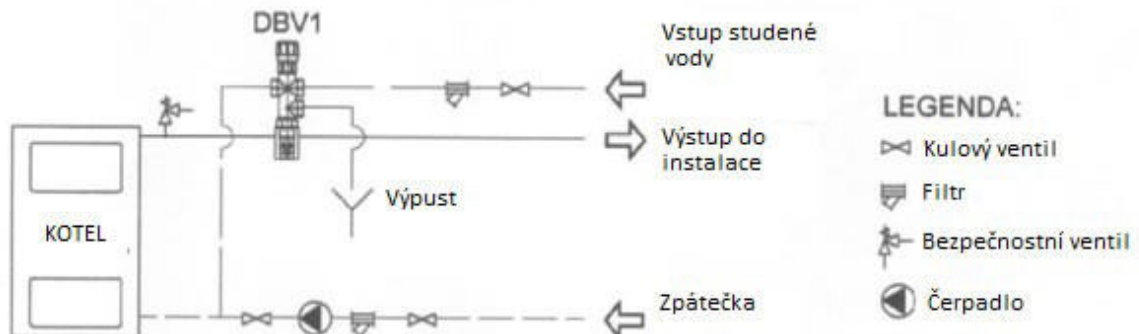 DBV1
Vstup studené
vody
Výstup do
instalace
Výpust
KOTEL
Zpátečka
LEGENDA:
Kulový ventil
Filtr
Bezpečnostní ventil
Čerpadlo